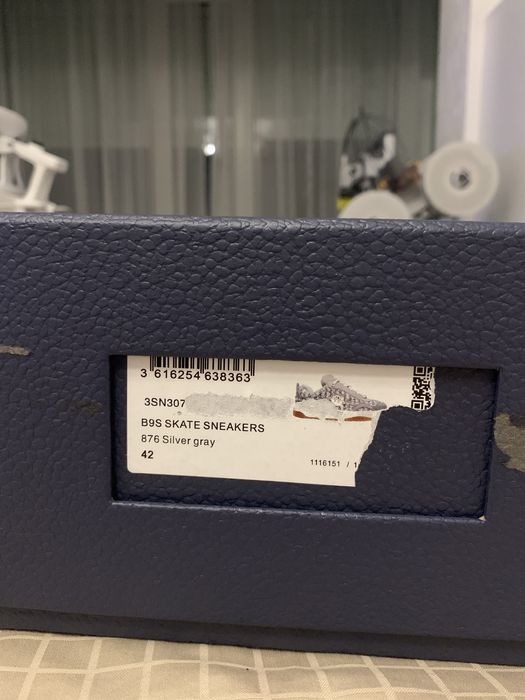 3 616254 638363
3SN307
B9S SKATE SNEAKERS
876 Silver gray
42
1116151 / 1